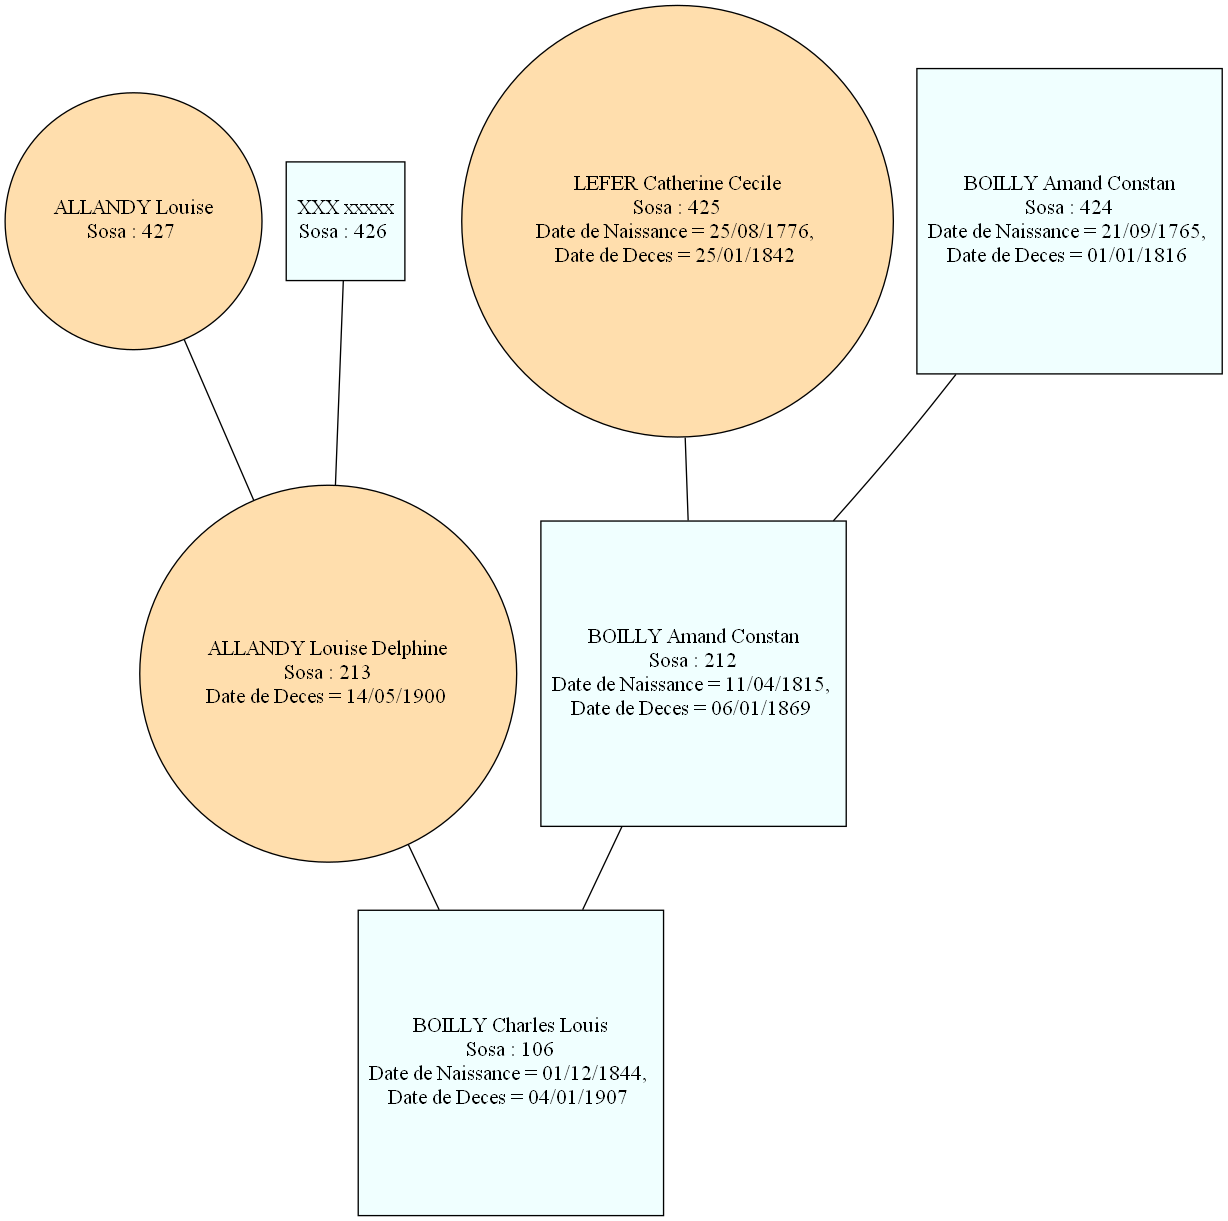 ALLANDY Louise
Sosa : 427
XXX xxxxx
Sosa : 426
LEFER Catherine Cecile
Sosa : 425
Date de Naissance = 25/08/1776,
Date de Deces = 25/01/1842
BOILLY Amand Constan
Sosa : 424
Date de Naissance = 21/09/1765,
Date de Deces = 01/01/1816
ALLANDY Louise Delphine
Sosa : 213
Date de Deces = 14/05/1900
BOILLY Amand Constan
Sosa : 212
Date de Naissance = 11/04/1815,
Date de Deces = 06/01/1869
BOILLY Charles Louis
Sosa : 106
Date de Naissance = 01/12/1844,
Date de Deces = 04/01/1907